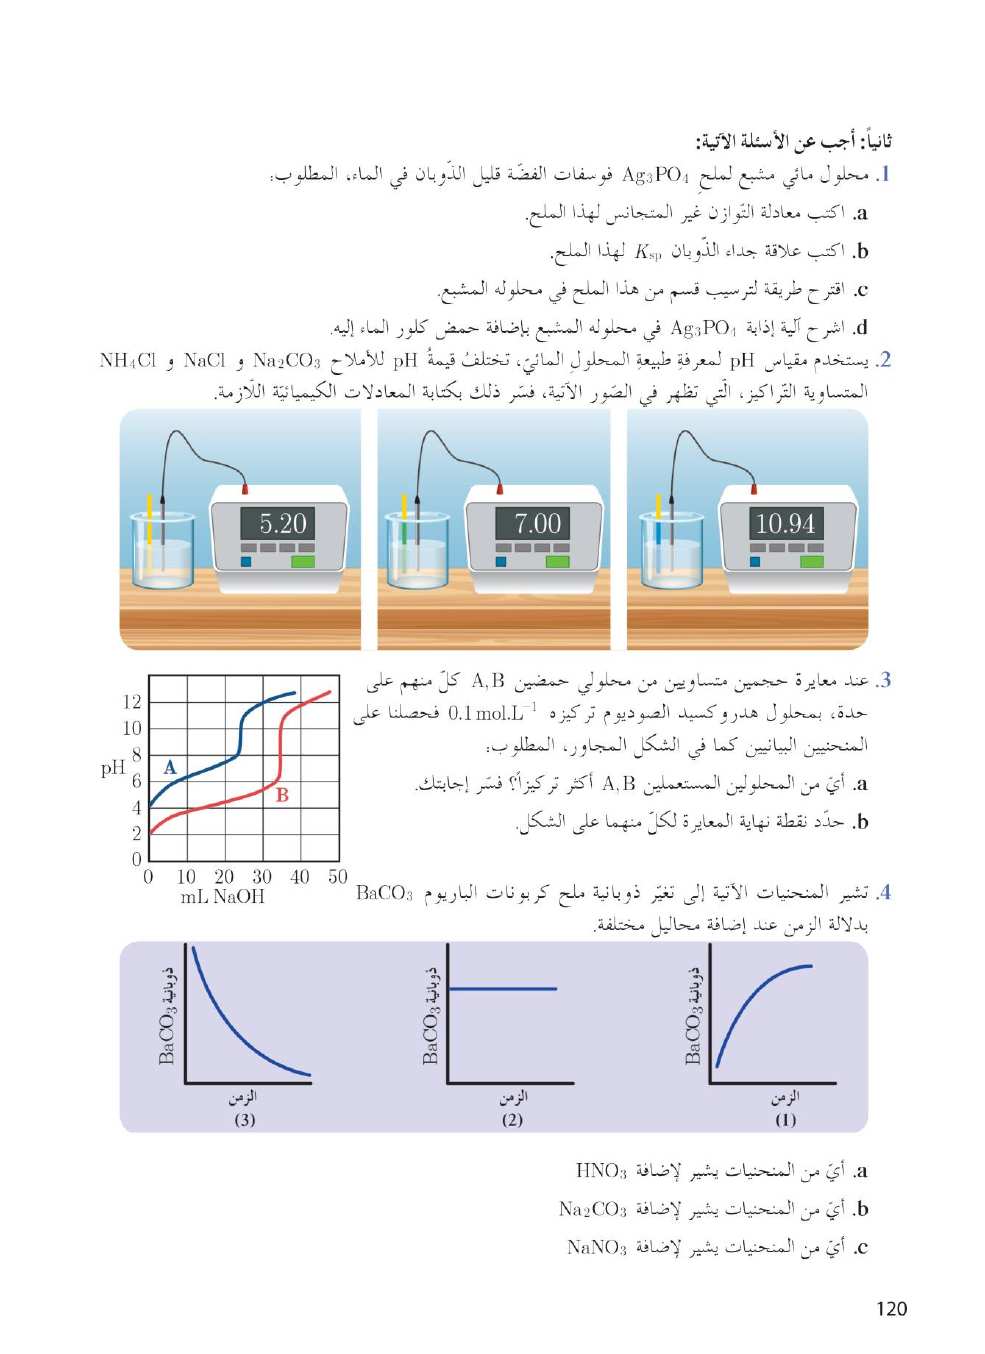 ثانياً: أجب عن الأسئلة الآتية:
1. محلول مائي مشبع لملحِ Ag₃PO₄ فوسفات الفضّة قليل الذّوبان في الماء، المطلوب:
a. اكتب معادلة التّوازن غير المتجانس لهذا الملح.
b. اكتب علاقة جداء الذّوبان Ksp لهذا الملح.
c. اقترح طريقة لترسيب قسم من هذا الملح في محلوله المشبع.
d. اشرح آلية إذابة Ag₃PO₄ في محلوله المشبع بإضافة حمض كلور الماء إليه.
2. يستخدم مقياس pH لمعرفةِ طبيعةِ المحلولِ المائيّ، تختلفُ قيمةُ pH للأملاح Na₂CO₃ و NaCl و NH₄Cl
المتساوية التّراكيز، الّتي تظهر في الصّور الآتية، فسّر ذلك بكتابة المعادلات الكيميائيّة اللّازمة.
10.94
7.00
5.20
3. عند معايرة حجمين متساويين من محلولي حمضين A,B كلّ منهم على
حدة، بمحلول هدروكسيد الصوديوم تركيزه 0.1 mol.L⁻¹ فحصلنا على
المنحنيين البيانيين كما في الشكل المجاور، المطلوب:
a. أيّ من المحلولين المستعملين A,B أكثر تركيزاً؟ فسّر إجابتك.
b. حدّد نقطة نهاية المعايرة لكلّ منهما على الشكل.
12
10
8
pH
6
4
2
0
A
B
0 10 20 30 40 50
mL NaOH
4. تشير المنحنيات الآتية إلى تغيّر ذوبانية ملح كربونات الباريوم BaCO₃
بدلالة الزمن عند إضافة محاليل مختلفة.
ذوبانية BaCO₃
الزمن
(1)
ذوبانية BaCO₃
الزمن
(2)
ذوبانية BaCO₃
الزمن
(3)
a. أيّ من المنحنيات يشير لإضافة HNO₃
b. أيّ من المنحنيات يشير لإضافة Na₂CO₃
c. أيّ من المنحنيات يشير لإضافة NaNO₃
120